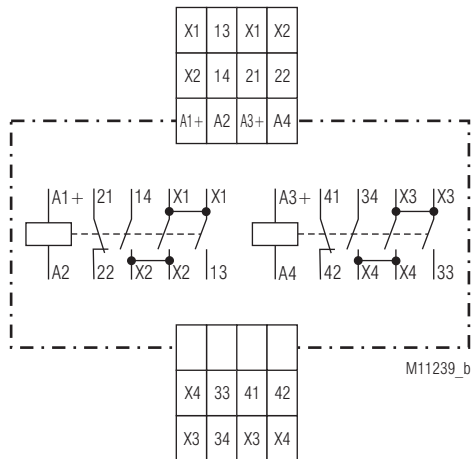 X1 13 X1 X2
X2 14 21 22
A1+ A2 A3+ A4
A1+ 21 14 X1 X1 A3+ 41 34 X3 X3
A2 22 X2 X2 13 A4 42 X4 X4 33
M11239_b
X4 33 41 42
X3 34 X3 X4